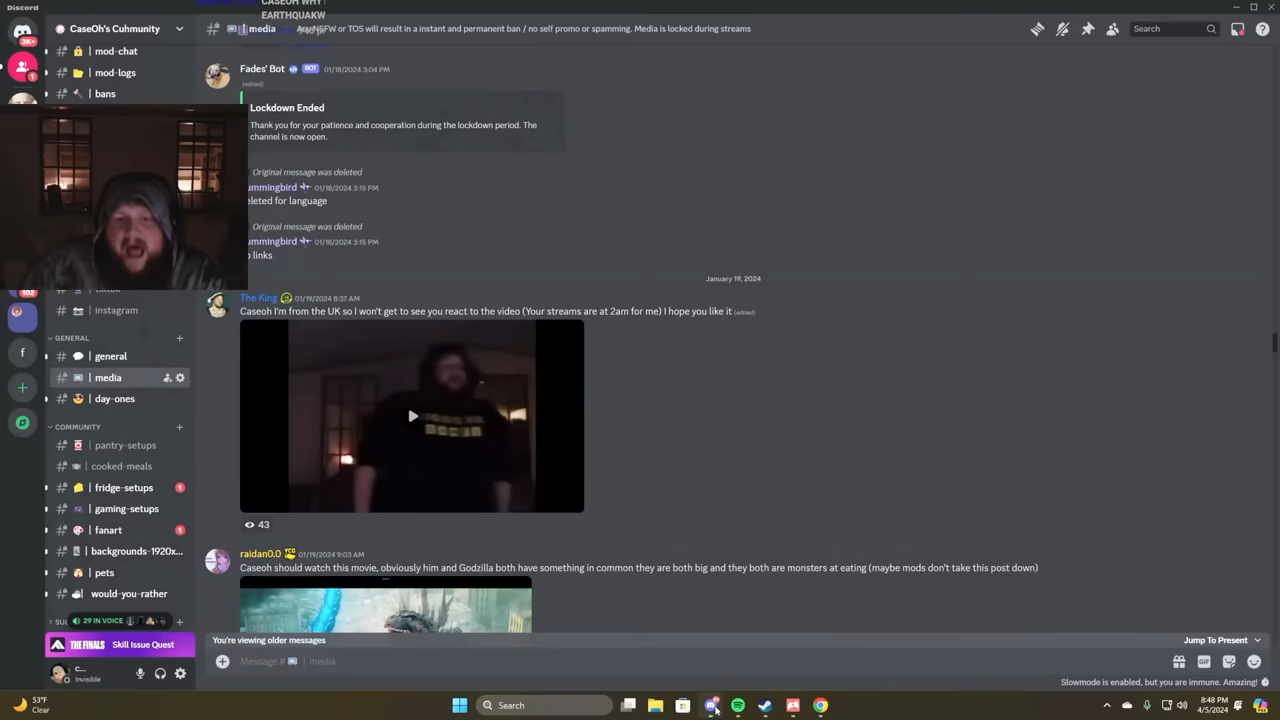 Discord
CASEOH WHY
EARTHQUAKW
CaseOh's Cuhmunity
media
Any NSFW or TOS will result in a instant and permanent ban / no self promo or spamming. Media is locked during streams
Search
3K+
1
mod-chat
mod-logs
bans
102
instagram
GENERAL
general
media
day-ones
COMMUNITY
pantry-setups
cooked-meals
fridge-setups 1
gaming-setups
fanart 1
backgrounds-1920x...
pets
would-you-rather
29 IN VOICE
f
THE FINALS Skill Issue Quest
C...
Invisible
Fades' Bot BOT 01/18/2024 3:04 PM
(edited)
Lockdown Ended
Thank you for your patience and cooperation during the lockdown period. The
channel is now open.
Original message was deleted
ummingbird 01/18/2024 3:15 PM
eleted for language
Original message was deleted
ummingbird 01/18/2024 3:15 PM
links
January 19, 2024
The King 01/19/2024 8:37 AM
Caseoh I'm from the UK so I won't get to see you react to the video (Your streams are at 2am for me) I hope you like it (edited)
43
raidan0.0 YCG 01/19/2024 9:03 AM
Caseoh should watch this movie, obviously him and Godzilla both have something in common they are both big and they both are monsters at eating (maybe mods don't take this post down)
You're viewing older messages
Jump To Present
Message # | media
GIF
Slowmode is enabled, but you are immune. Amazing!
53°F
Clear
Search
8:48 PM
4/5/2024